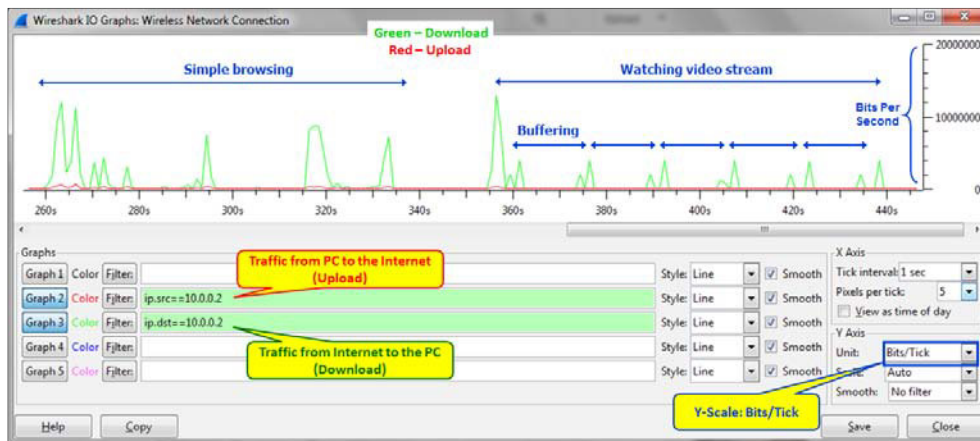 Wireshark IO Graphs: Wireless Network Connection
Green – Download
Red – Upload
Simple browsing
Watching video stream
Buffering
Bits Per
Second
20000000
10000000
0
260s 280s 300s 320s 340s 360s 380s 400s 420s 440s
Graphs
Graph 1 Color Filter: Style: Line Smooth
Graph 2 Color Filter: ip.src==10.0.0.2 Style: Line Smooth
Graph 3 Color Filter: ip.dst==10.0.0.2 Style: Line Smooth
Graph 4 Color Filter: Style: Line Smooth
Graph 5 Color Filter: Style: Line Smooth
Traffic from PC to the Internet
(Upload)
Traffic from Internet to the PC
(Download)
X Axis
Tick interval: 1 sec
Pixels per tick: 5
View as time of day
Y Axis
Unit: Bits/Tick
Auto
Smooth: No filter
Y-Scale: Bits/Tick
Help Copy Save Close